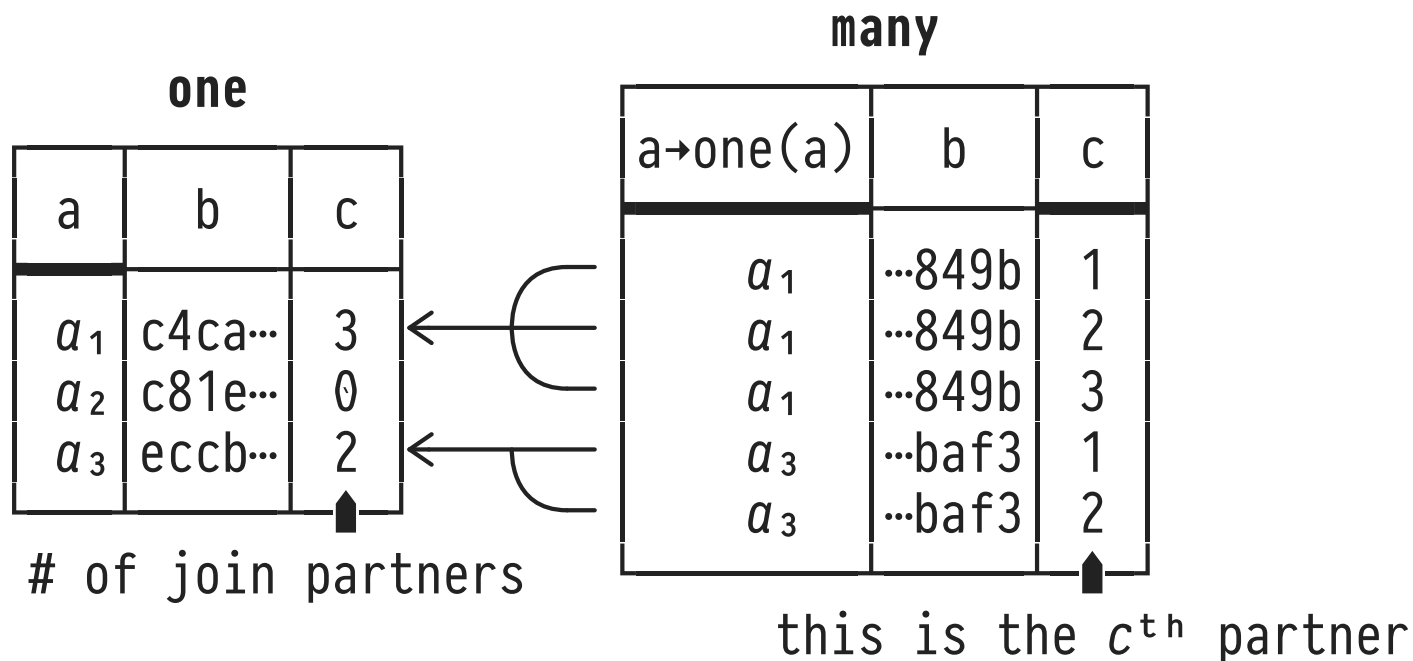 one
a b c
a₁ c4ca⋯ 3
a₂ c81e⋯ 0
a₃ eccb⋯ 2
# of join partners
many
a→one(a) b c
a₁ ⋯849b 1
a₁ ⋯849b 2
a₁ ⋯849b 3
a₃ ⋯baf3 1
a₃ ⋯baf3 2
this is the cᵗʰ partner